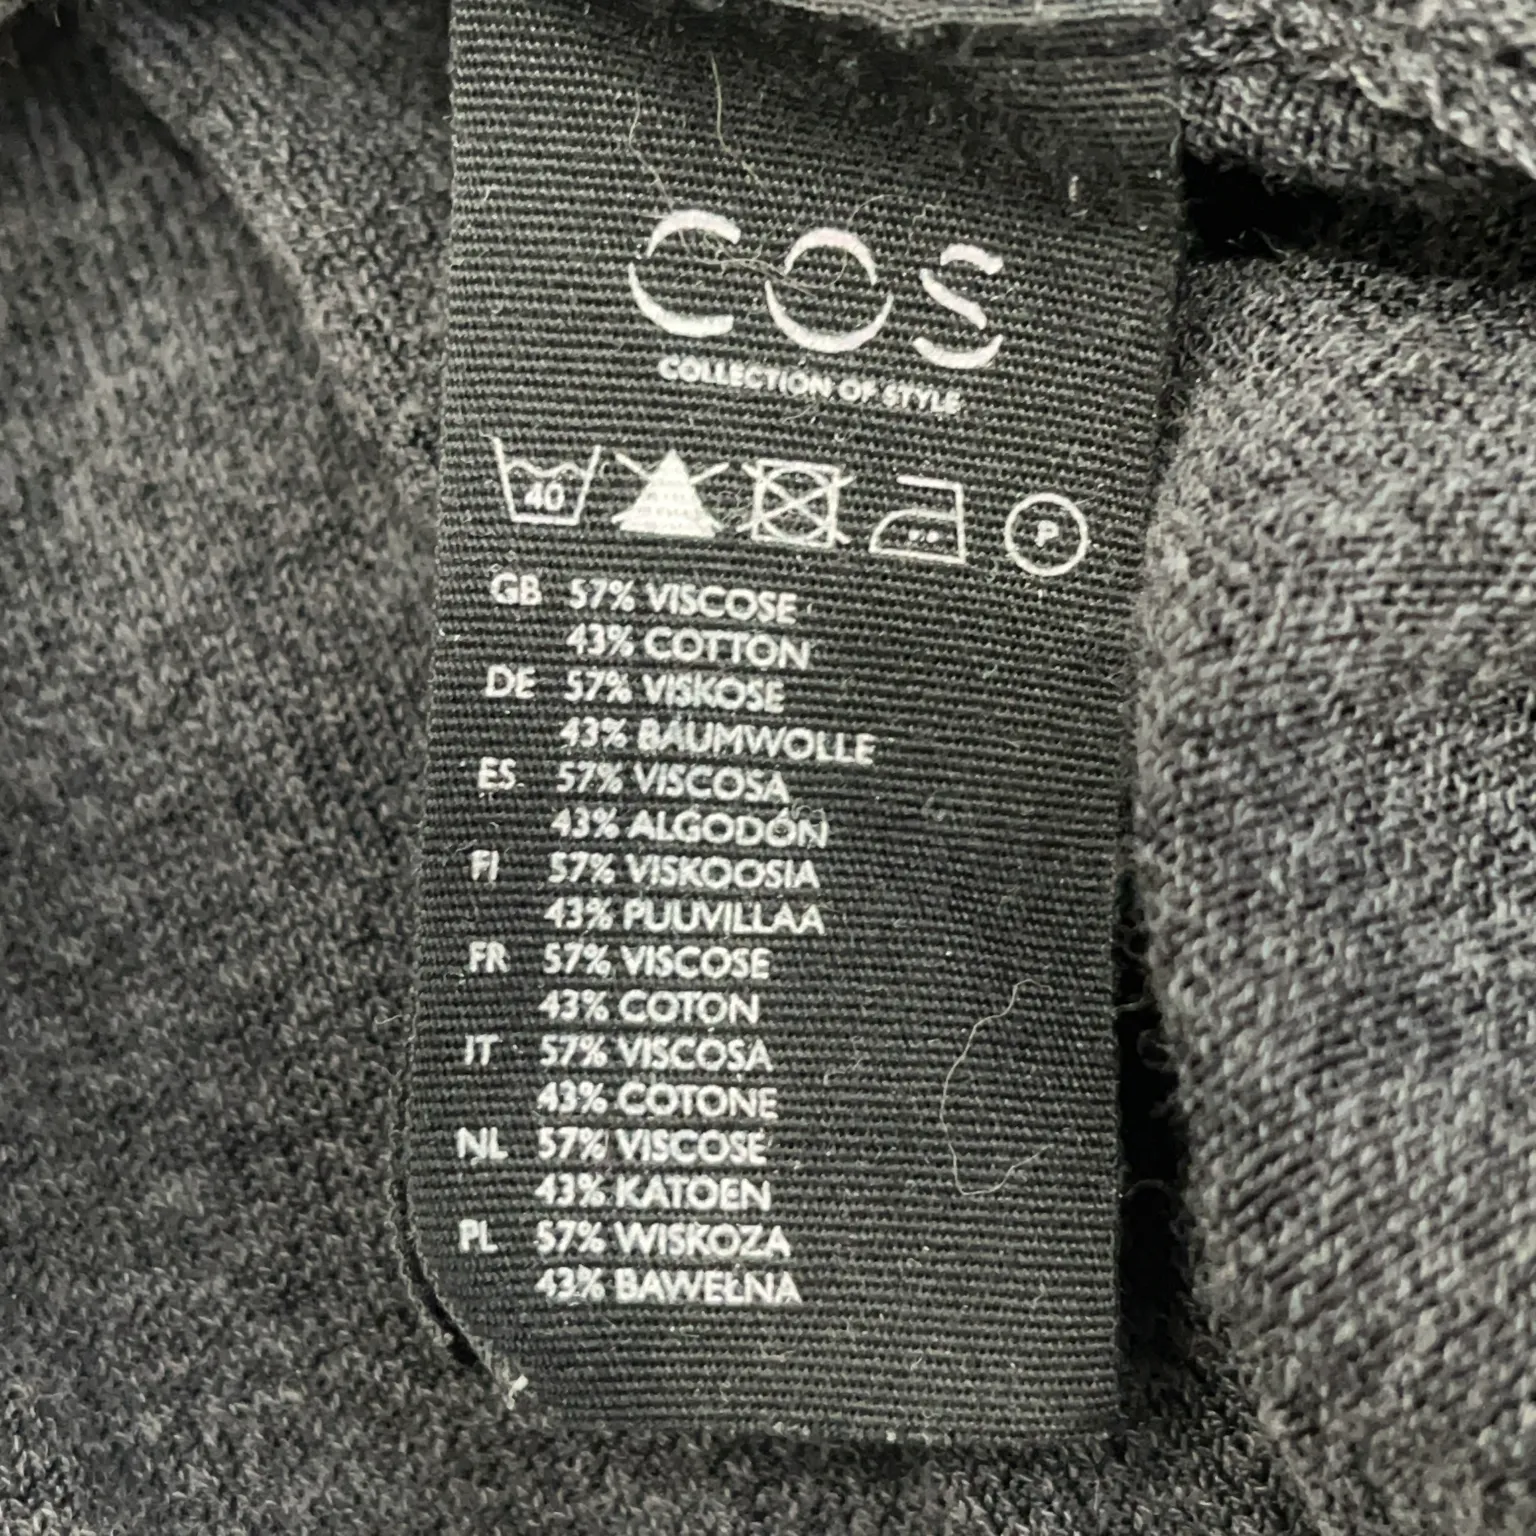 COS
COLLECTION OF STYLE
40 P
GB 57% VISCOSE
43% COTTON
DE 57% VISKOSE
43% BAUMWOLLE
ES 57% VISCOSA
43% ALGODÓN
FI 57% VISKOOSIA
43% PUUVILLAA
FR 57% VISCOSE
43% COTON
IT 57% VISCOSA
43% COTONE
NL 57% VISCOSE
43% KATOEN
PL 57% WISKOZA
43% BAWEŁNA